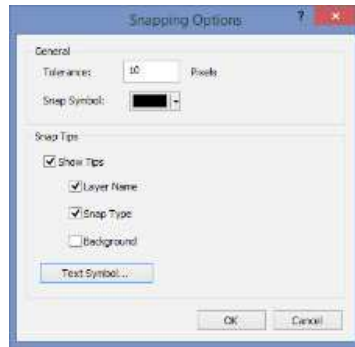 Snapping Options
General
Tolerance: 10 Pixels
Snap Symbol:
Snap Tips
Show Tips
Layer Name
Snap Type
Background
Text Symbol...
OK Cancel